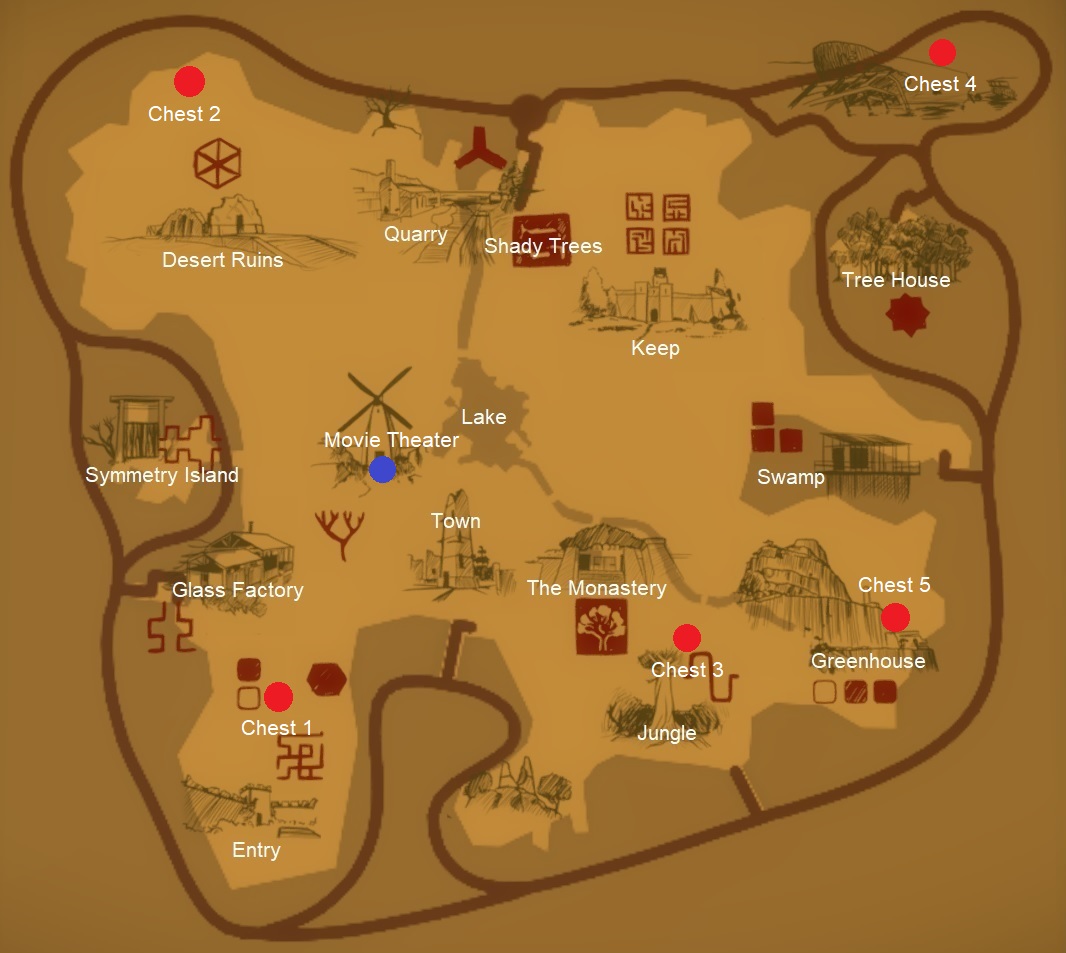 Chest 4
Chest 2
Quarry
Shady Trees
Desert Ruins
Tree House
Keep
Lake
Movie Theater
Symmetry Island
Swamp
Town
Glass Factory
The Monastery
Chest 5
Greenhouse
Chest 3
Chest 1
Jungle
Entry